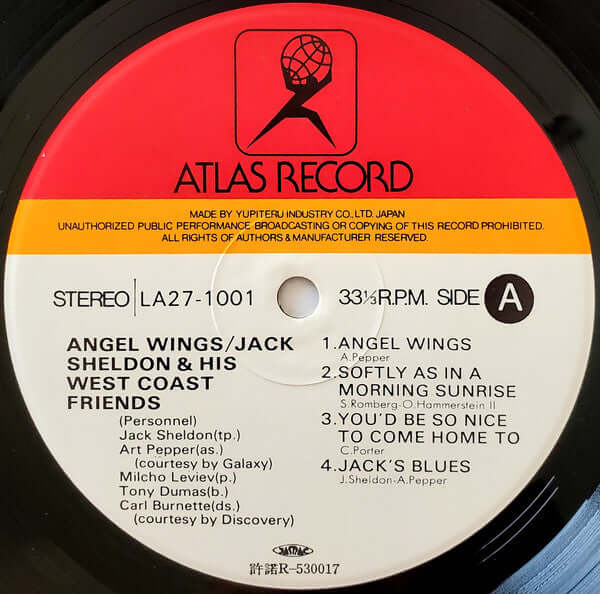 ATLAS RECORD
MADE BY YUPITERU INDUSTRY CO., LTD. JAPAN
UNAUTHORIZED PUBLIC PERFORMANCE BROADCASTING OR COPYING OF THIS RECORD PROHIBITED.
ALL RIGHTS OF AUTHORS & MANUFACTURER RESERVED.
STEREO LA27-1001
33⅓R.P.M. SIDE A
ANGEL WINGS/JACK
SHELDON & HIS
WEST COAST
FRIENDS
(Personnel)
Jack Sheldon(tp.)
Art Pepper(as.)
(courtesy by Galaxy)
Milcho Leviev(p.)
Tony Dumas(b.)
Carl Burnette(ds.)
(courtesy by Discovery)
1.ANGEL WINGS
A.Pepper
2.SOFTLY AS IN A
MORNING SUNRISE
S.Romberg-O.Hammerstein II
3.YOU'D BE SO NICE
TO COME HOME TO
C.Porter
4.JACK'S BLUES
J.Sheldon-A.Pepper
JASRAC
許諾R-530017